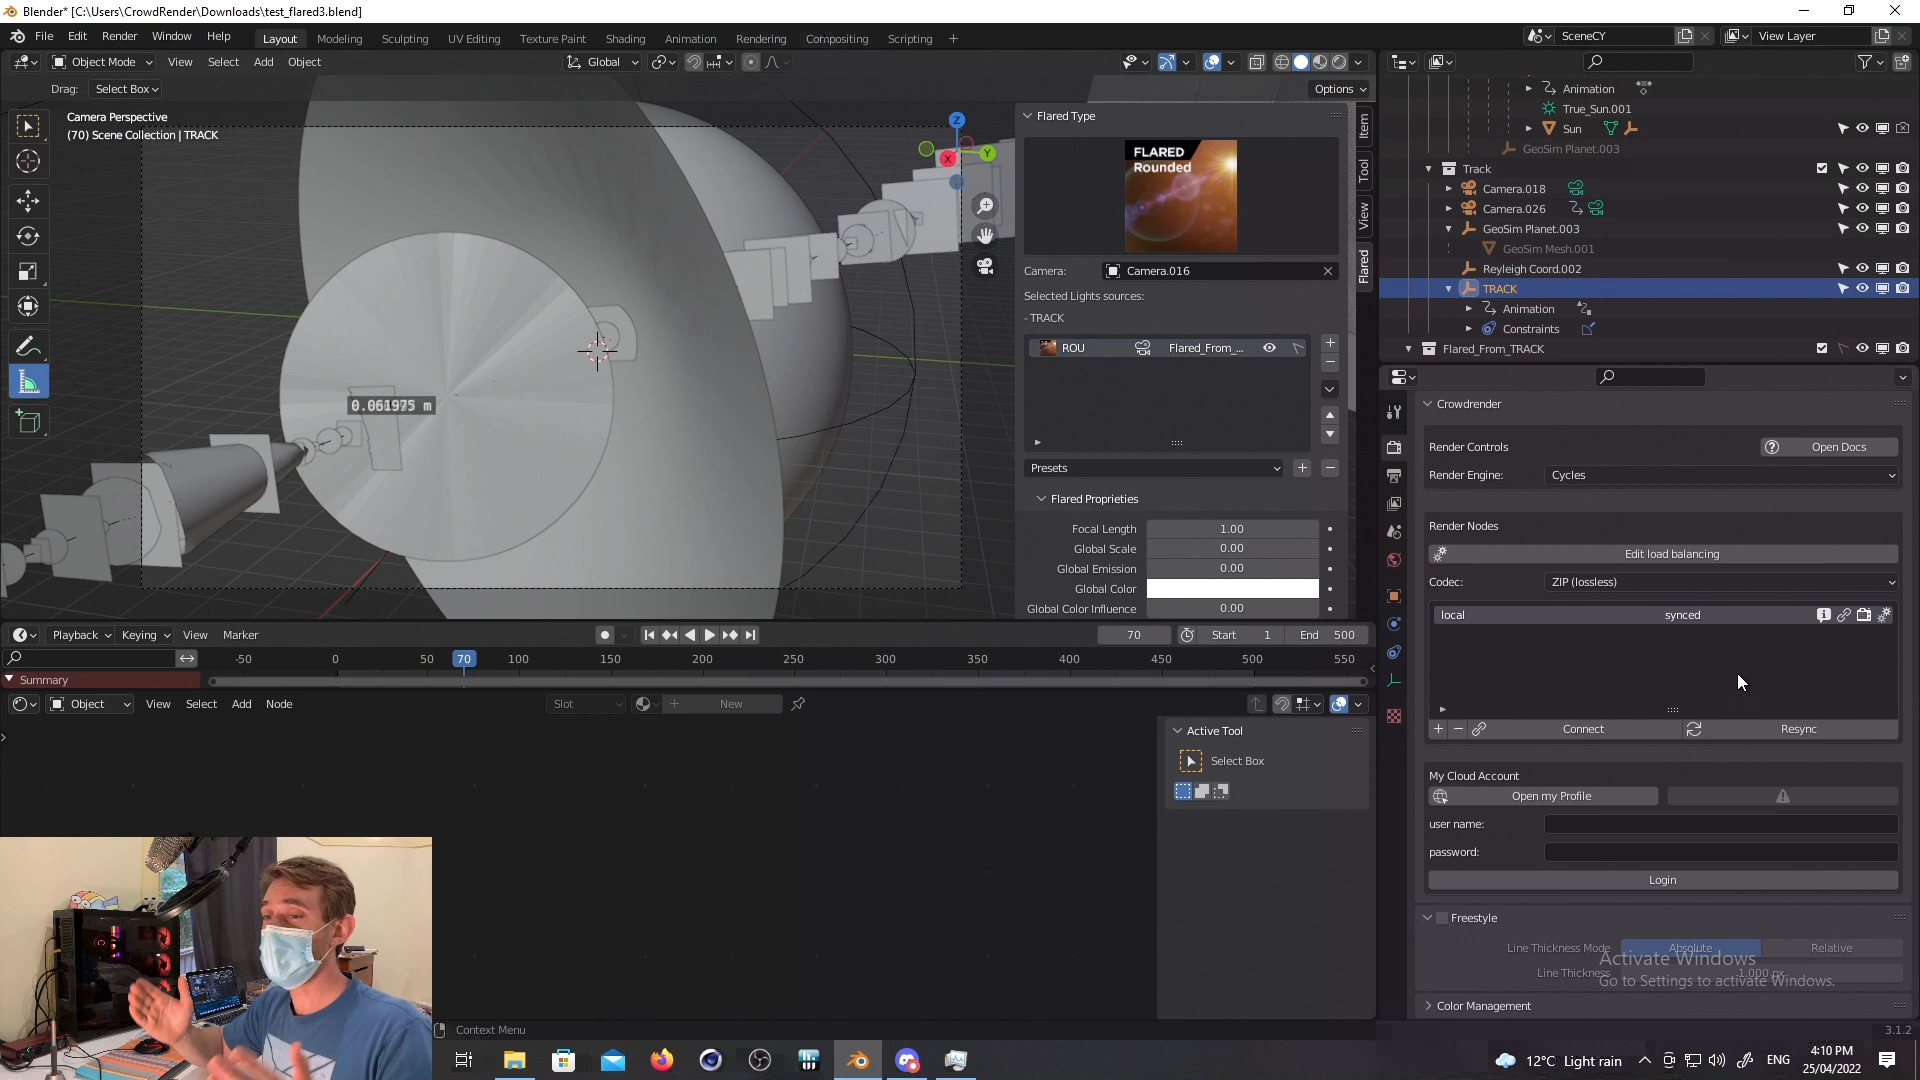 Blender* [C:\Users\CrowdRender\Downloads\test_flared3.blend]
File Edit Render Window Help Layout Modeling Sculpting UV Editing Texture Paint Shading Animation Rendering Compositing Scripting + SceneCY View Layer
Object Mode View Select Add Object Global
Drag: Select Box Options
Camera Perspective
(70) Scene Collection | TRACK
Z
Y
X
0.061975 m
Flared Type
FLARED
Rounded
Camera: Camera.016
Selected Lights sources:
- TRACK
ROU Flared_From_...
Presets
Flared Proprieties
Focal Length 1.00
Global Scale 0.00
Global Emission 0.00
Global Color
Global Color Influence 0.00
Item
Tool
View
Flared
Animation
True_Sun.001
Sun
GeoSim Planet.003
Track
Camera.018
Camera.026
GeoSim Planet.003
GeoSim Mesh.001
Reyleigh Coord.002
TRACK
Animation
Constraints
Flared_From_TRACK
Crowdrender
Render Controls Open Docs
Render Engine: Cycles
Render Nodes
Edit load balancing
Codec: ZIP (lossless)
local synced
Connect Resync
My Cloud Account
Open my Profile
user name:
password:
Login
Freestyle
Line Thickness Mode Absolute Relative
Line Thickness 1.000 px
Activate Windows
Go to Settings to activate Windows.
Color Management
3.1.2
Playback Keying View Marker 70 Start 1 End 500
-50 0 50 70 100 150 200 250 300 350 400 450 500 550
Summary
Object View Select Add Node Slot New
Active Tool
Select Box
Context Menu
12°C Light rain ENG
4:10 PM
25/04/2022